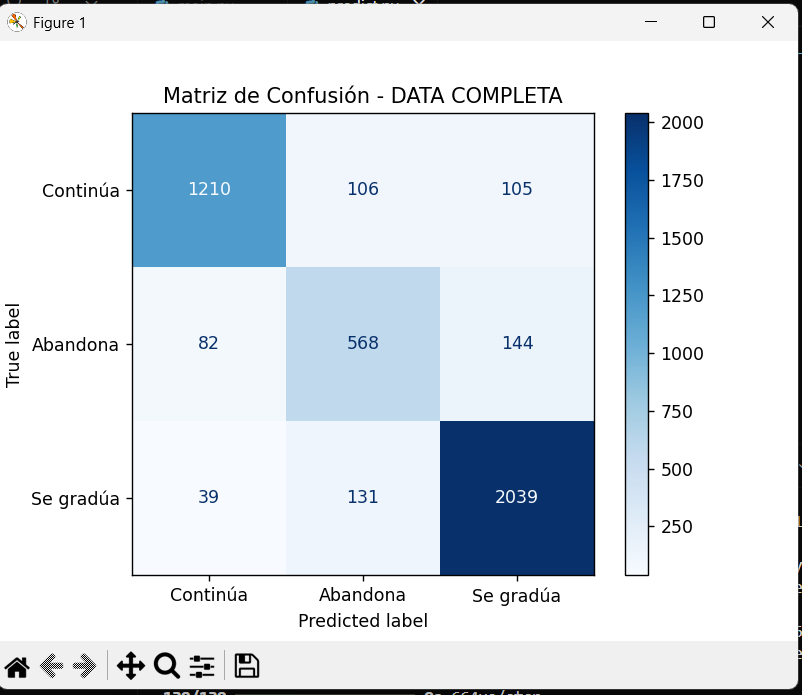 Figure 1
Matriz de Confusión - DATA COMPLETA
True label
Continúa
1210 106 105
Abandona
82 568 144
Se gradúa
39 131 2039
Continúa Abandona Se gradúa
Predicted label
2000
1750
1500
1250
1000
750
500
250